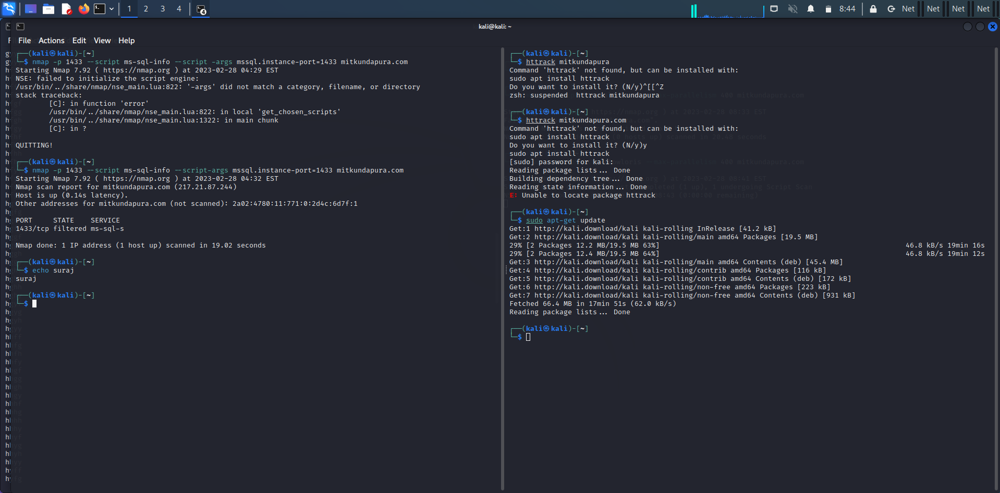 1 2 3 4 4 8:44 Net Net Net Net
kali@kali: ~
File Actions Edit View Help
┌──(kali㉿kali)-[~]
└─$ nmap -p 1433 --script ms-sql-info --script -args mssql.instance-port=1433 mitkundapura.com
Starting Nmap 7.92 ( https://nmap.org ) at 2023-02-28 04:29 EST
NSE: failed to initialize the script engine:
/usr/bin/../share/nmap/nse_main.lua:822: '-args' did not match a category, filename, or directory
stack traceback:
[C]: in function 'error'
/usr/bin/../share/nmap/nse_main.lua:822: in local 'get_chosen_scripts'
/usr/bin/../share/nmap/nse_main.lua:1322: in main chunk
[C]: in ?
QUITTING!
┌──(kali㉿kali)-[~]
└─$ nmap -p 1433 --script ms-sql-info --script-args mssql.instance-port=1433 mitkundapura.com
Starting Nmap 7.92 ( https://nmap.org ) at 2023-02-28 04:32 EST
Nmap scan report for mitkundapura.com (217.21.87.244)
Host is up (0.14s latency).
Other addresses for mitkundapura.com (not scanned): 2a02:4780:11:771:0:2d4c:6d7f:1
PORT STATE SERVICE
1433/tcp filtered ms-sql-s
Nmap done: 1 IP address (1 host up) scanned in 19.02 seconds
┌──(kali㉿kali)-[~]
└─$ echo suraj
suraj
┌──(kali㉿kali)-[~]
└─$
┌──(kali㉿kali)-[~]
└─$ httrack mitkundapura
Command 'httrack' not found, but can be installed with:
sudo apt install httrack
Do you want to install it? (N/y)^[[^Z
zsh: suspended  httrack mitkundapura
┌──(kali㉿kali)-[~]
└─$ httrack mitkundapura.com
Command 'httrack' not found, but can be installed with:
sudo apt install httrack
Do you want to install it? (N/y)y
sudo apt install httrack
[sudo] password for kali:
Reading package lists... Done
Building dependency tree... Done
Reading state information... Done
E: Unable to locate package httrack
┌──(kali㉿kali)-[~]
└─$ sudo apt-get update
Get:1 http://kali.download/kali kali-rolling InRelease [41.2 kB]
Get:2 http://kali.download/kali kali-rolling/main amd64 Packages [19.5 MB]
29% [2 Packages 12.2 MB/19.5 MB 63%] 46.8 kB/s 19min 16s
29% [2 Packages 12.4 MB/19.5 MB 64%] 46.8 kB/s 19min 12s
Get:3 http://kali.download/kali kali-rolling/main amd64 Contents (deb) [45.4 MB]
Get:4 http://kali.download/kali kali-rolling/contrib amd64 Packages [116 kB]
Get:5 http://kali.download/kali kali-rolling/contrib amd64 Contents (deb) [172 kB]
Get:6 http://kali.download/kali kali-rolling/non-free amd64 Packages [223 kB]
Get:7 http://kali.download/kali kali-rolling/non-free amd64 Contents (deb) [931 kB]
Fetched 66.4 MB in 17min 51s (62.0 kB/s)
Reading package lists... Done
┌──(kali㉿kali)-[~]
└─$